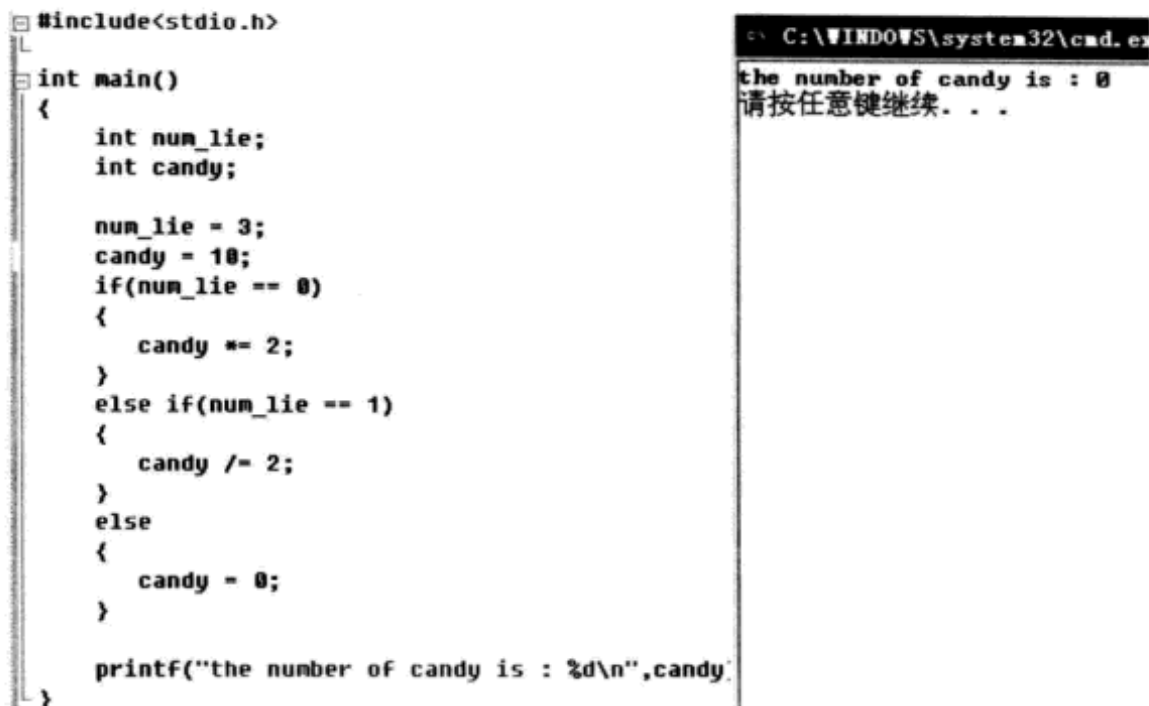 #include<stdio.h>
int main()
{
int num_lie;
int candy;
num_lie = 3;
candy = 10;
if(num_lie == 0)
{
candy *= 2;
}
else if(num_lie == 1)
{
candy /= 2;
}
else
{
candy = 0;
}
printf("the number of candy is : %d\n",candy
}
C:\WINDOWS\system32\cmd.ex
the number of candy is : 0
请按任意键继续. . .